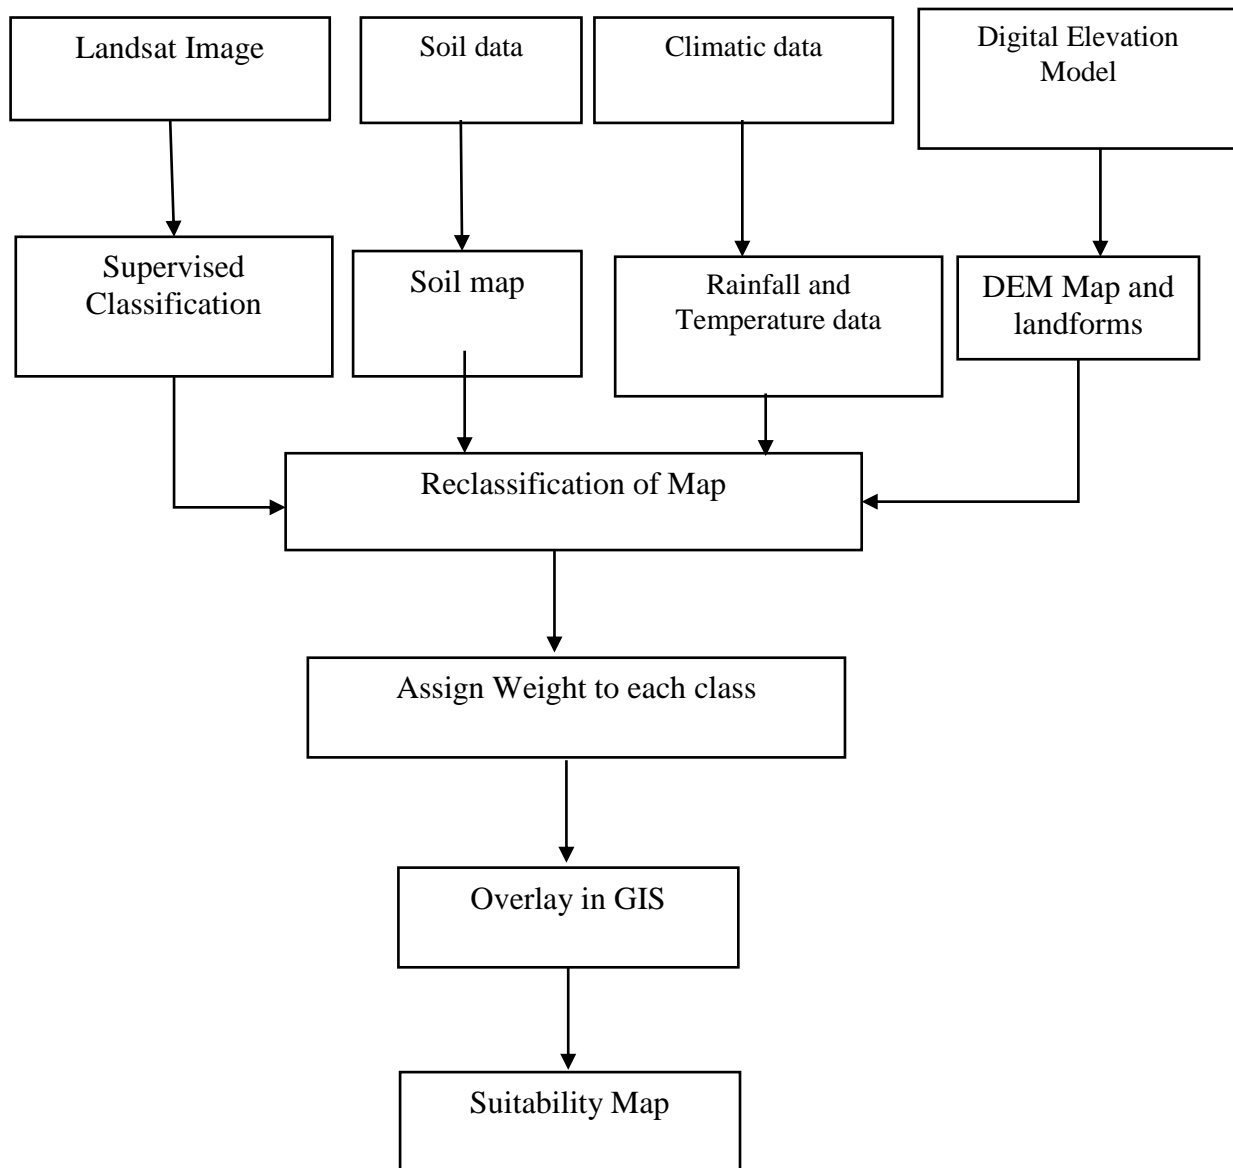 Landsat Image
Soil data
Climatic data
Digital Elevation
Model
Supervised
Classification
Soil map
Rainfall and
Temperature data
DEM Map and
landforms
Reclassification of Map
Assign Weight to each class
Overlay in GIS
Suitability Map